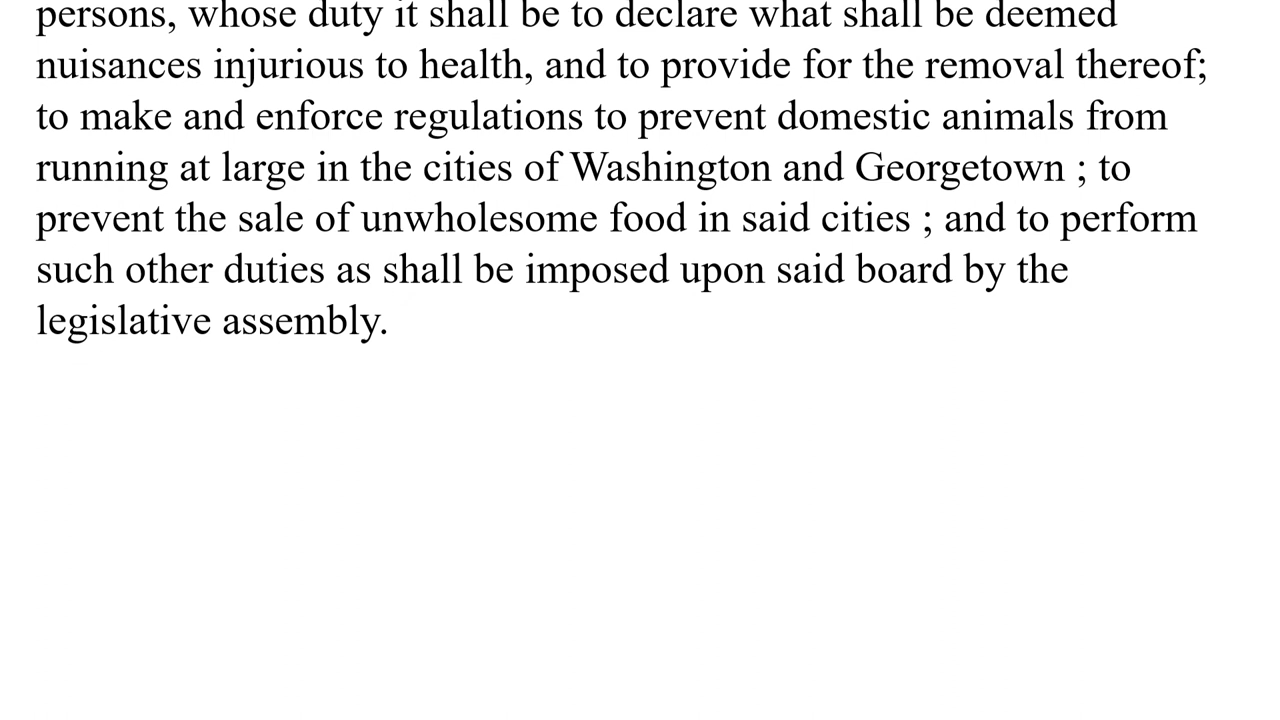 persons, whose duty it shall be to declare what shall be deemed
nuisances injurious to health, and to provide for the removal thereof;
to make and enforce regulations to prevent domestic animals from
running at large in the cities of Washington and Georgetown ; to
prevent the sale of unwholesome food in said cities ; and to perform
such other duties as shall be imposed upon said board by the
legislative assembly.